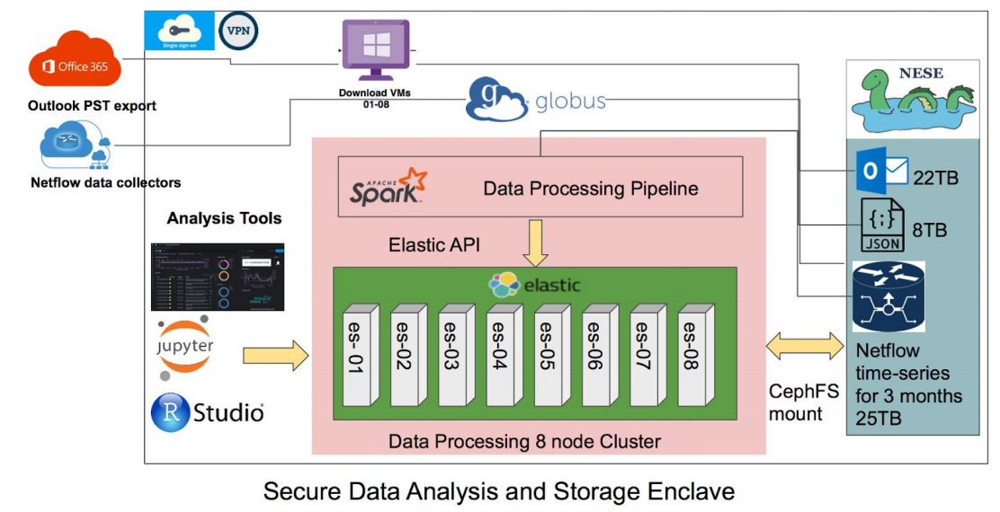 Single sign-on
VPN
Office 365
Outlook PST export
Netflow data collectors
Download VMs
01-08
g
globus
NESE
APACHE
Spark
Data Processing Pipeline
O
22TB
{;}
JSON
8TB
Analysis Tools
Elastic API
elastic
es- 01
es-02
es-03
es-04
es-05
es-06
es-07
es-08
jupyter
R Studio
CephFS
mount
Netflow
time-series
for 3 months
25TB
Data Processing 8 node Cluster
Secure Data Analysis and Storage Enclave